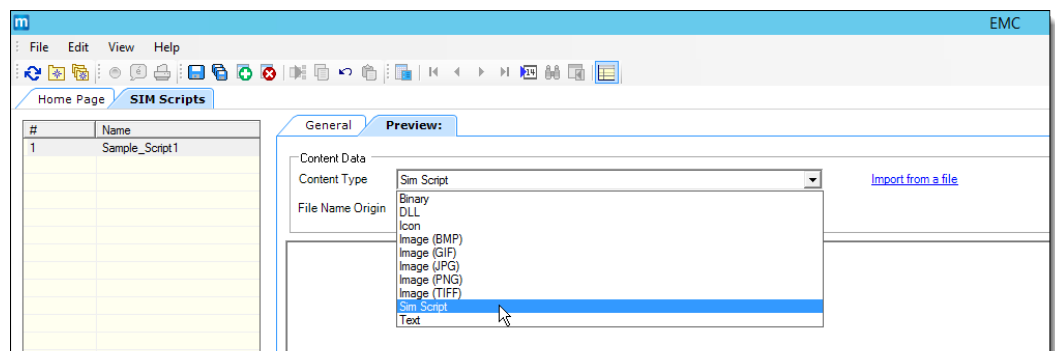 m EMC
File Edit View Help
14
Home Page SIM Scripts
# Name
1 Sample_Script1
General Preview:
Content Data
Content Type Sim Script Import from a file
File Name Origin
Binary
DLL
Icon
Image (BMP)
Image (GIF)
Image (JPG)
Image (PNG)
Image (TIFF)
Sim Script
Text